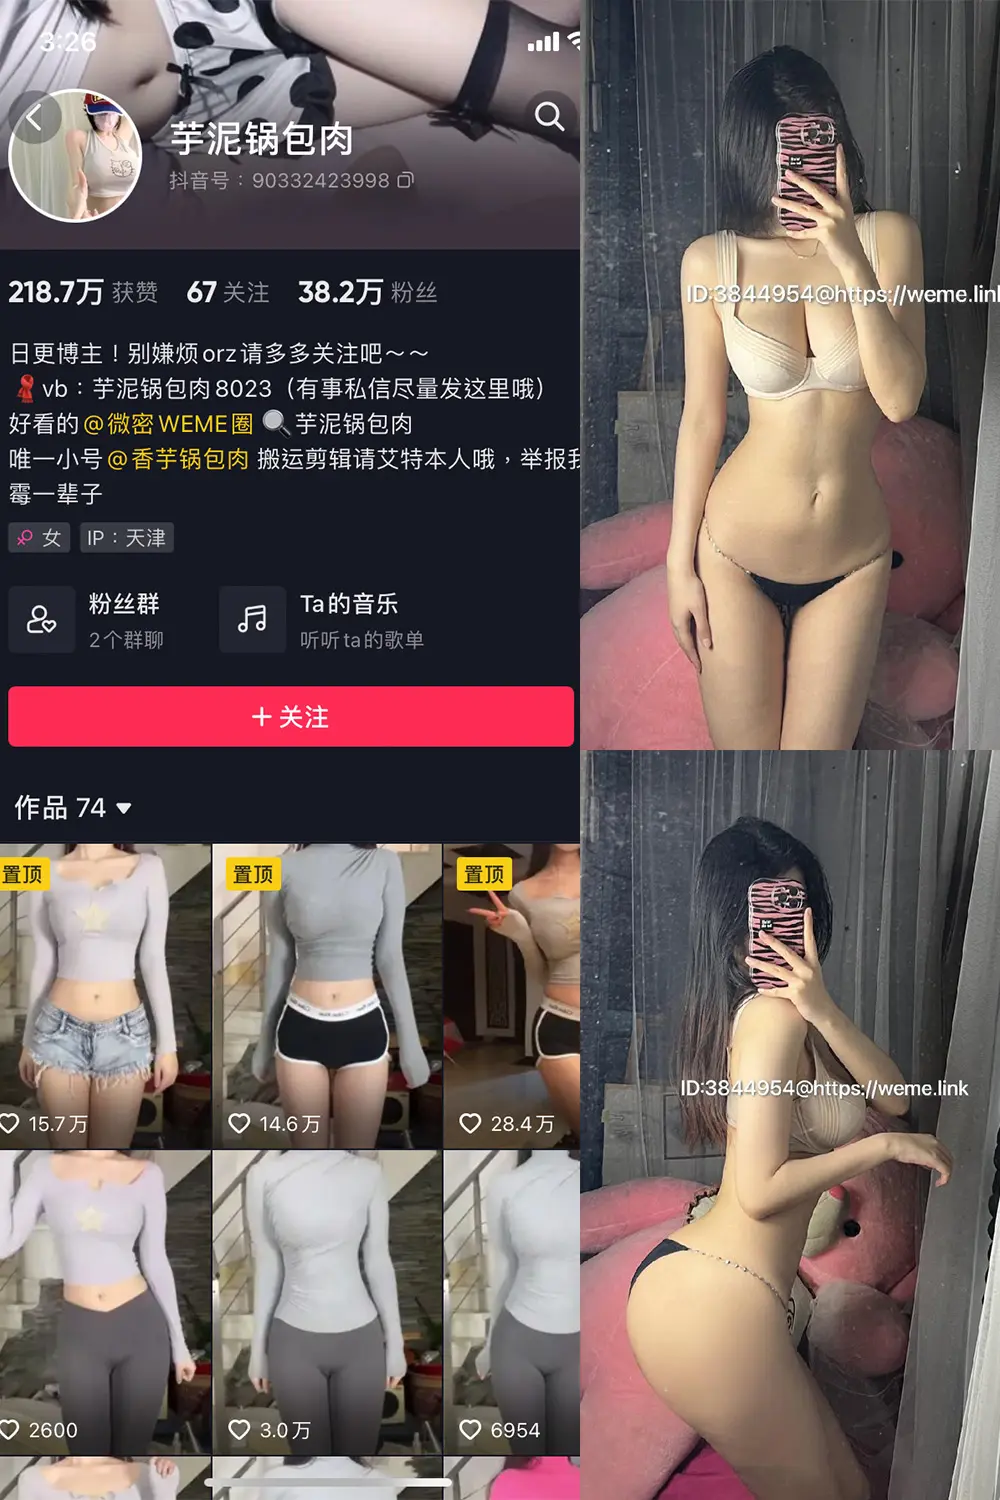 3:26
芋泥锅包肉
抖音号：90332423998
218.7万 获赞 67 关注 38.2万 粉丝
日更博主！别嫌烦orz请多多关注吧～～
vb：芋泥锅包肉8023（有事私信尽量发这里哦）
好看的@微密WEME圈 🔍芋泥锅包肉
唯一小号@香芋锅包肉 搬运剪辑请艾特本人哦，举报我
霉一辈子
女 IP：天津
粉丝群
2个群聊
Ta的音乐
听听ta的歌单
+ 关注
作品 74
置顶 置顶 置顶
15.7万 14.6万 28.4万
2600 3.0万 6954
ID:3844954@https://weme.link
ID:3844954@https://weme.link